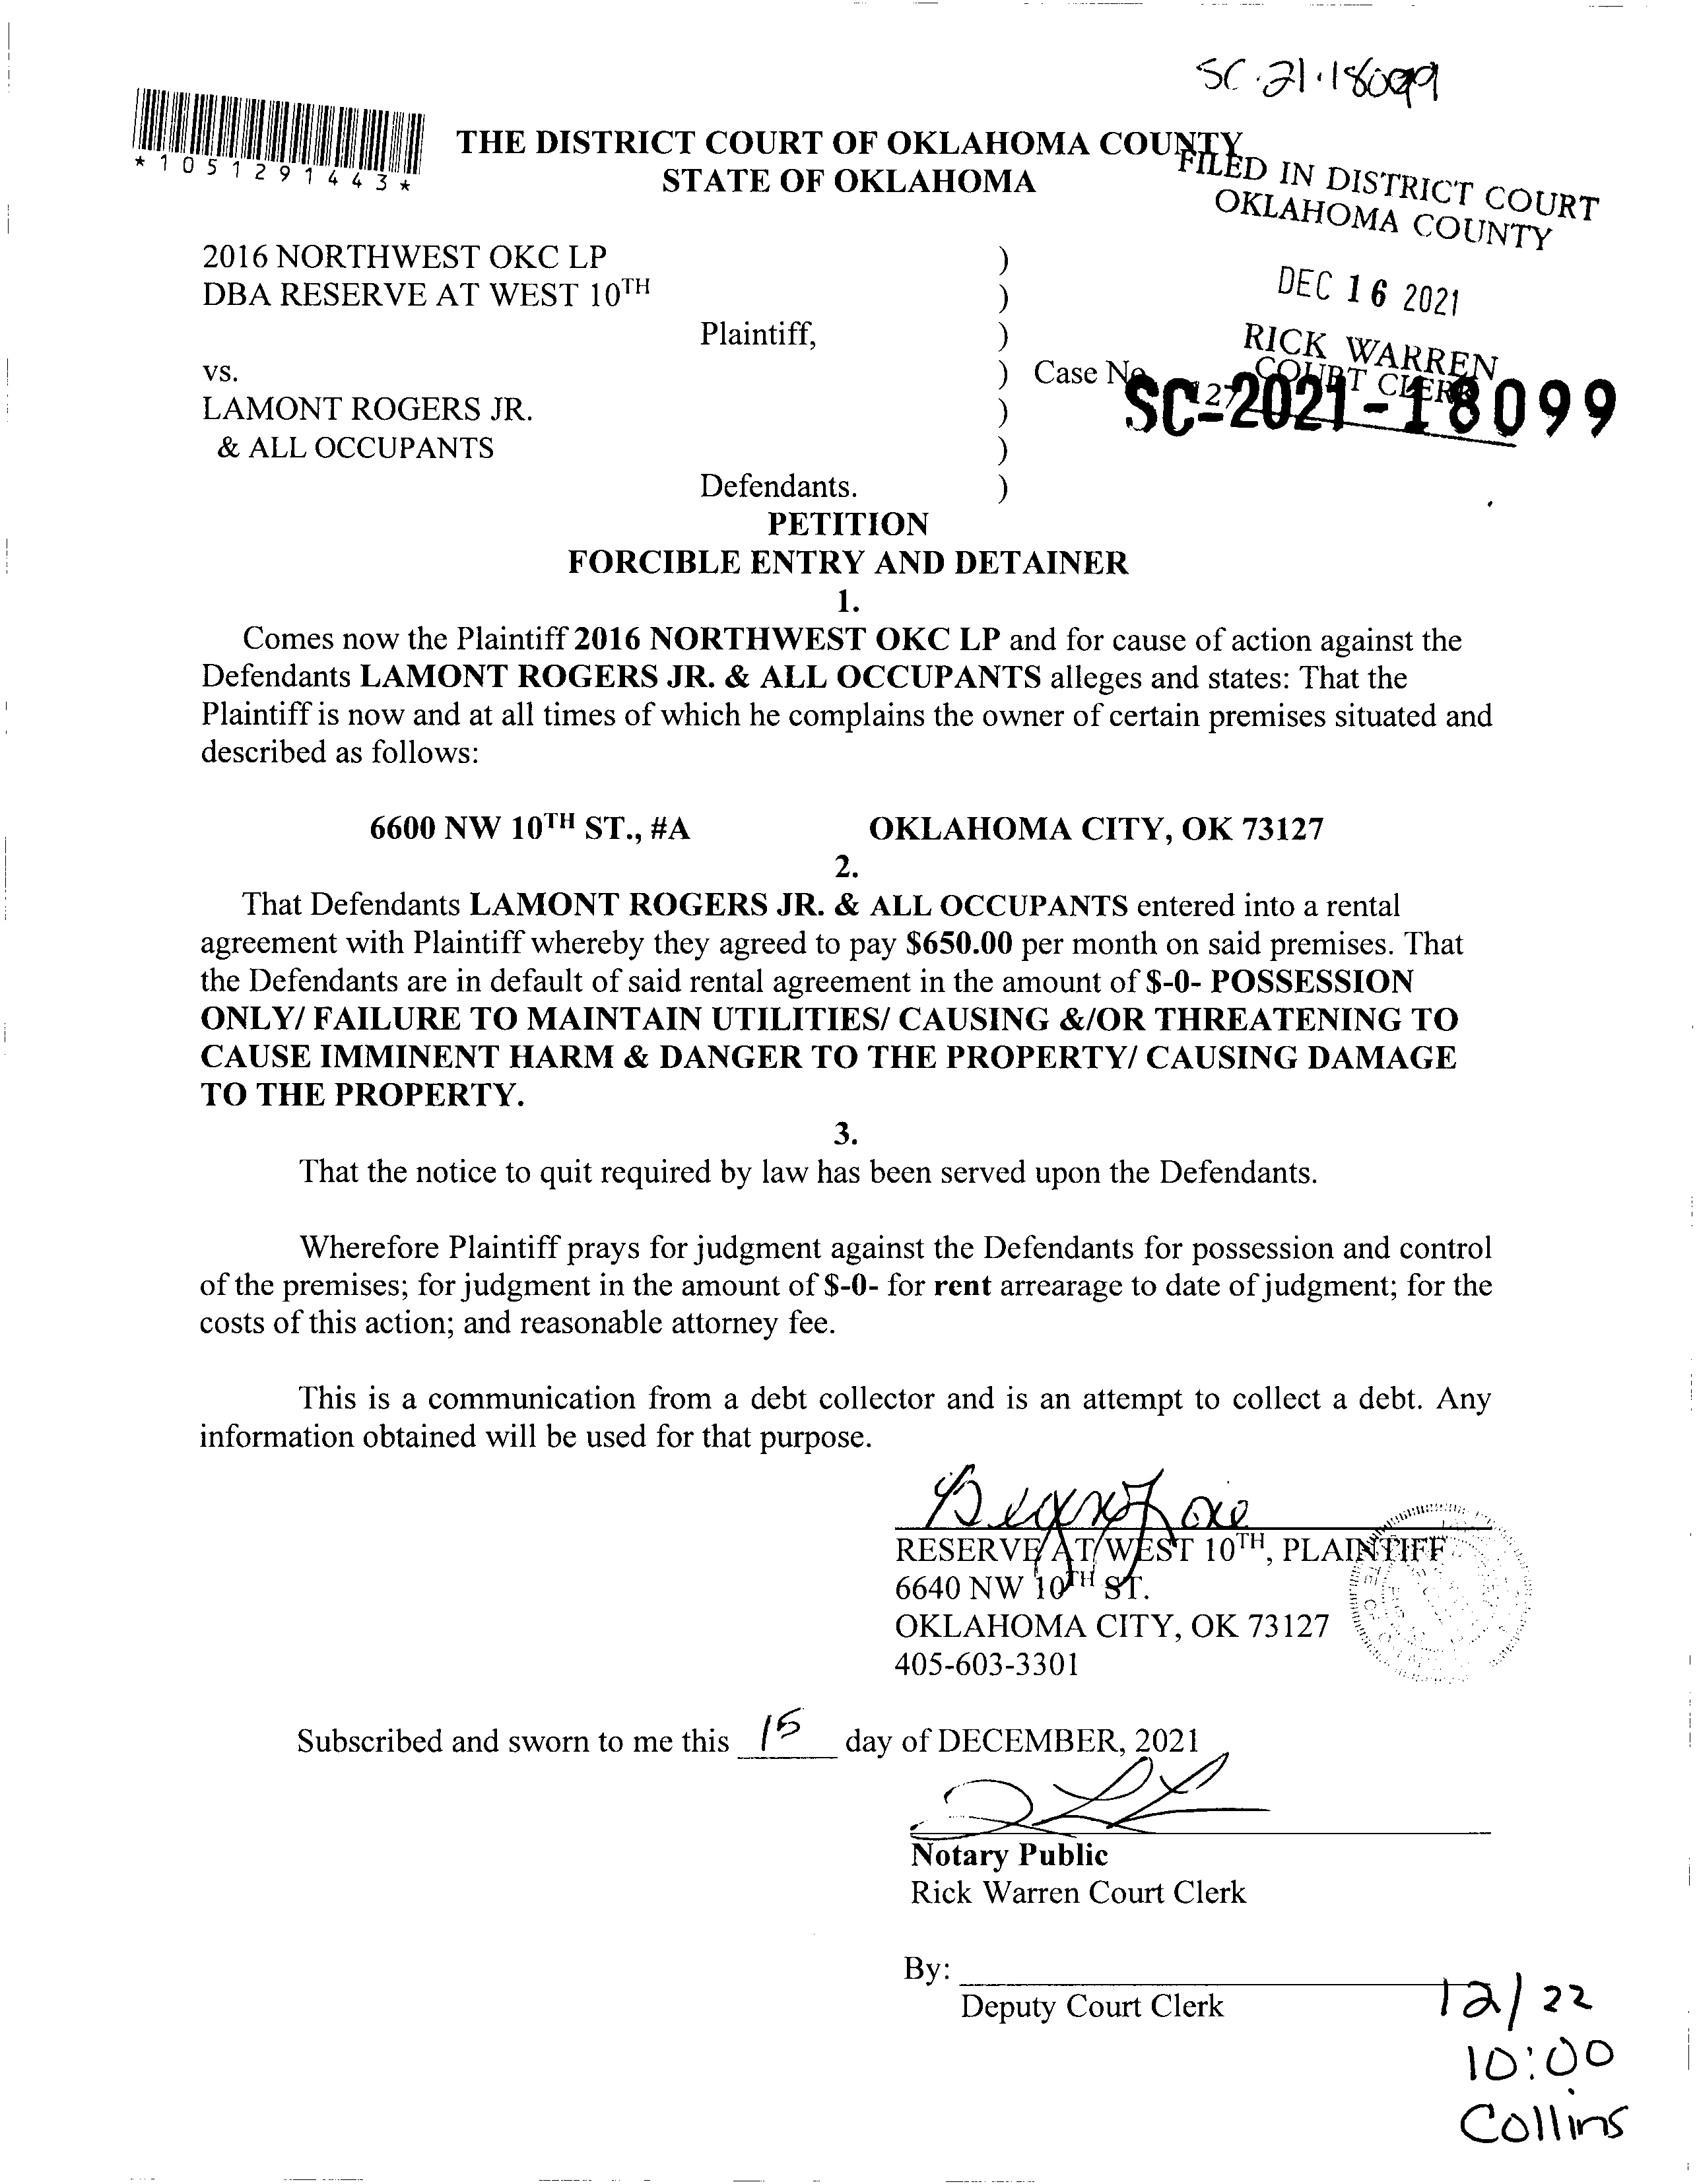 SC-21-18099
*1051291443*
THE DISTRICT COURT OF OKLAHOMA COUNTY
STATE OF OKLAHOMA
FILED IN DISTRICT COURT
OKLAHOMA COUNTY
DEC 16 2021
RICK WARREN
COURT CLERK
127
2016 NORTHWEST OKC LP )
DBA RESERVE AT WEST 10TH )
Plaintiff, )
vs. ) Case No.
SC-2021-18099
LAMONT ROGERS JR. )
& ALL OCCUPANTS )
Defendants. )
PETITION
FORCIBLE ENTRY AND DETAINER
1.
Comes now the Plaintiff 2016 NORTHWEST OKC LP and for cause of action against the
Defendants LAMONT ROGERS JR. & ALL OCCUPANTS alleges and states: That the
Plaintiff is now and at all times of which he complains the owner of certain premises situated and
described as follows:
6600 NW 10TH ST., #A OKLAHOMA CITY, OK 73127
2.
That Defendants LAMONT ROGERS JR. & ALL OCCUPANTS entered into a rental
agreement with Plaintiff whereby they agreed to pay $650.00 per month on said premises. That
the Defendants are in default of said rental agreement in the amount of $-0- POSSESSION
ONLY/ FAILURE TO MAINTAIN UTILITIES/ CAUSING &/OR THREATENING TO
CAUSE IMMINENT HARM & DANGER TO THE PROPERTY/ CAUSING DAMAGE
TO THE PROPERTY.
3.
That the notice to quit required by law has been served upon the Defendants.
Wherefore Plaintiff prays for judgment against the Defendants for possession and control
of the premises; for judgment in the amount of $-0- for rent arrearage to date of judgment; for the
costs of this action; and reasonable attorney fee.
This is a communication from a debt collector and is an attempt to collect a debt. Any
information obtained will be used for that purpose.
RESERVE AT WEST 10TH, PLAINTIFF
6640 NW 10TH ST.
OKLAHOMA CITY, OK 73127
405-603-3301
Subscribed and sworn to me this 15 day of DECEMBER, 2021
Notary Public
Rick Warren Court Clerk
By:
Deputy Court Clerk
12/22
10:00
Collins